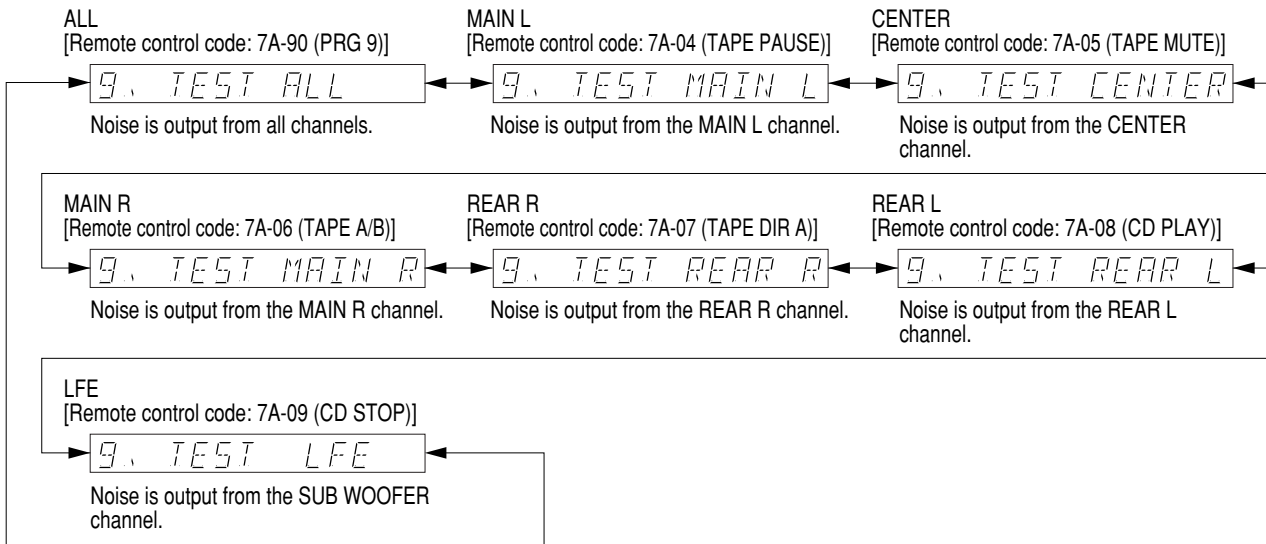 ALL
[Remote control code: 7A-90 (PRG 9)]
9. TEST ALL
Noise is output from all channels.
MAIN L
[Remote control code: 7A-04 (TAPE PAUSE)]
9. TEST MAIN L
Noise is output from the MAIN L channel.
CENTER
[Remote control code: 7A-05 (TAPE MUTE)]
9. TEST CENTER
Noise is output from the CENTER
channel.
MAIN R
[Remote control code: 7A-06 (TAPE A/B)]
9. TEST MAIN R
Noise is output from the MAIN R channel.
REAR R
[Remote control code: 7A-07 (TAPE DIR A)]
9. TEST REAR R
Noise is output from the REAR R channel.
REAR L
[Remote control code: 7A-08 (CD PLAY)]
9. TEST REAR L
Noise is output from the REAR L
channel.
LFE
[Remote control code: 7A-09 (CD STOP)]
9. TEST LFE
Noise is output from the SUB WOOFER
channel.